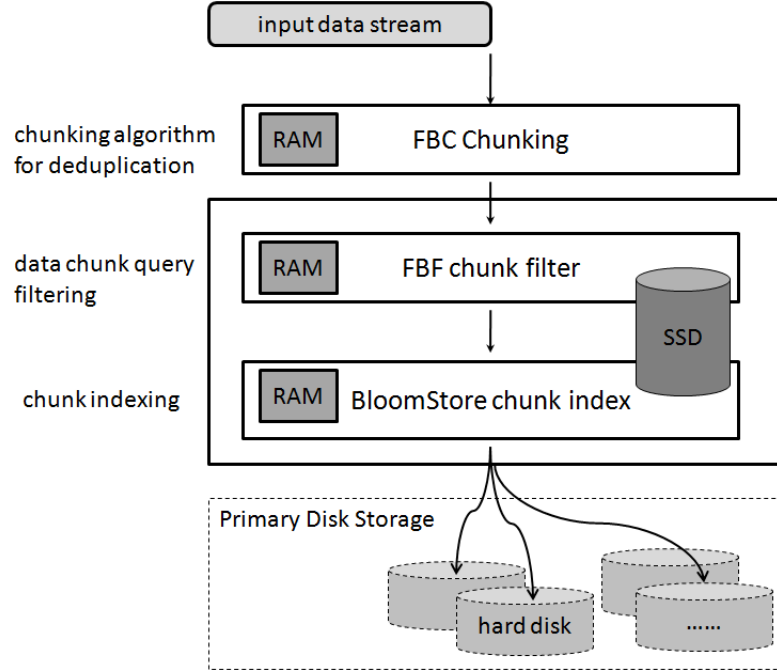 input data stream
chunking algorithm
for deduplication
RAM
FBC Chunking
data chunk query
filtering
RAM
FBF chunk filter
SSD
chunk indexing
RAM
BloomStore chunk index
Primary Disk Storage
hard disk
......